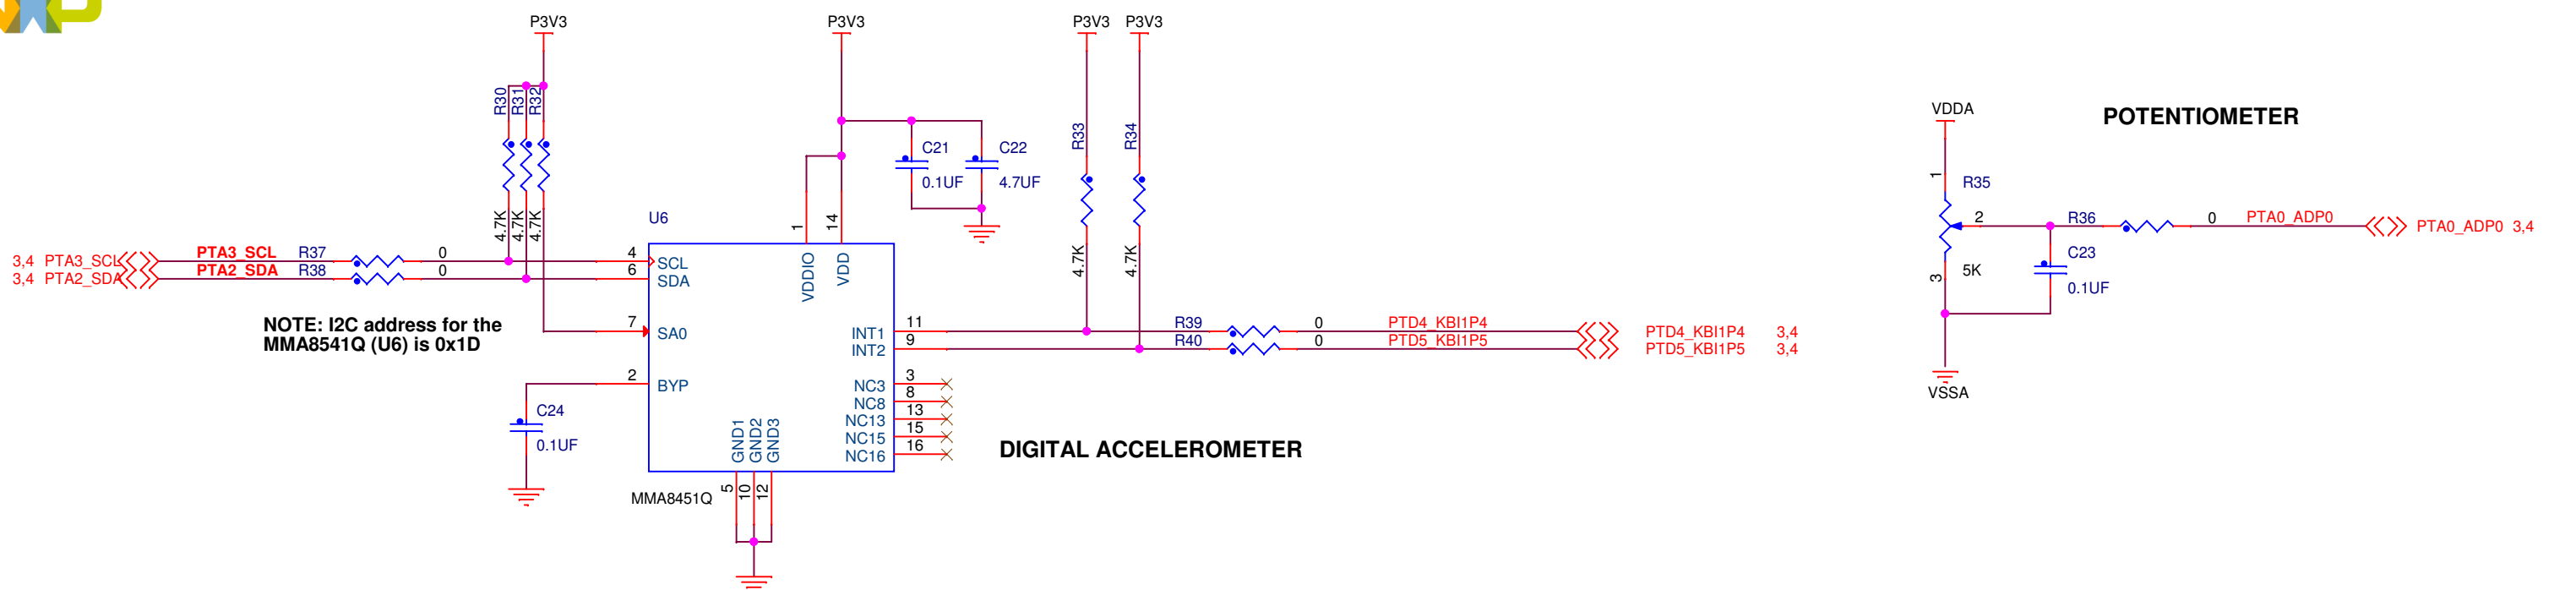 P3V3
P3V3
P3V3 P3V3
R30
R31
R32
4.7K
4.7K
4.7K
C21
0.1UF
C22
4.7UF
R33
4.7K
R34
4.7K
U6
1
14
3,4 PTA3_SCL
PTA3_SCL R37 0
4 SCL
3,4 PTA2_SDA
PTA2_SDA R38 0
6 SDA
VDDIO
VDD
NOTE: I2C address for the
MMA8541Q (U6) is 0x1D
7 SA0
2 BYP
C24
0.1UF
INT1 11
R39 0 PTD4_KBI1P4
PTD4_KBI1P4 3,4
INT2 9
R40 0 PTD5_KBI1P5
PTD5_KBI1P5 3,4
NC3 3
NC8 8
NC13 13
NC15 15
NC16 16
GND1
GND2
GND3
MMA8451Q
5
10
12
DIGITAL ACCELEROMETER
POTENTIOMETER
VDDA
1
R35
2
R36 0 PTA0_ADP0
PTA0_ADP0 3,4
C23
0.1UF
3
5K
VSSA